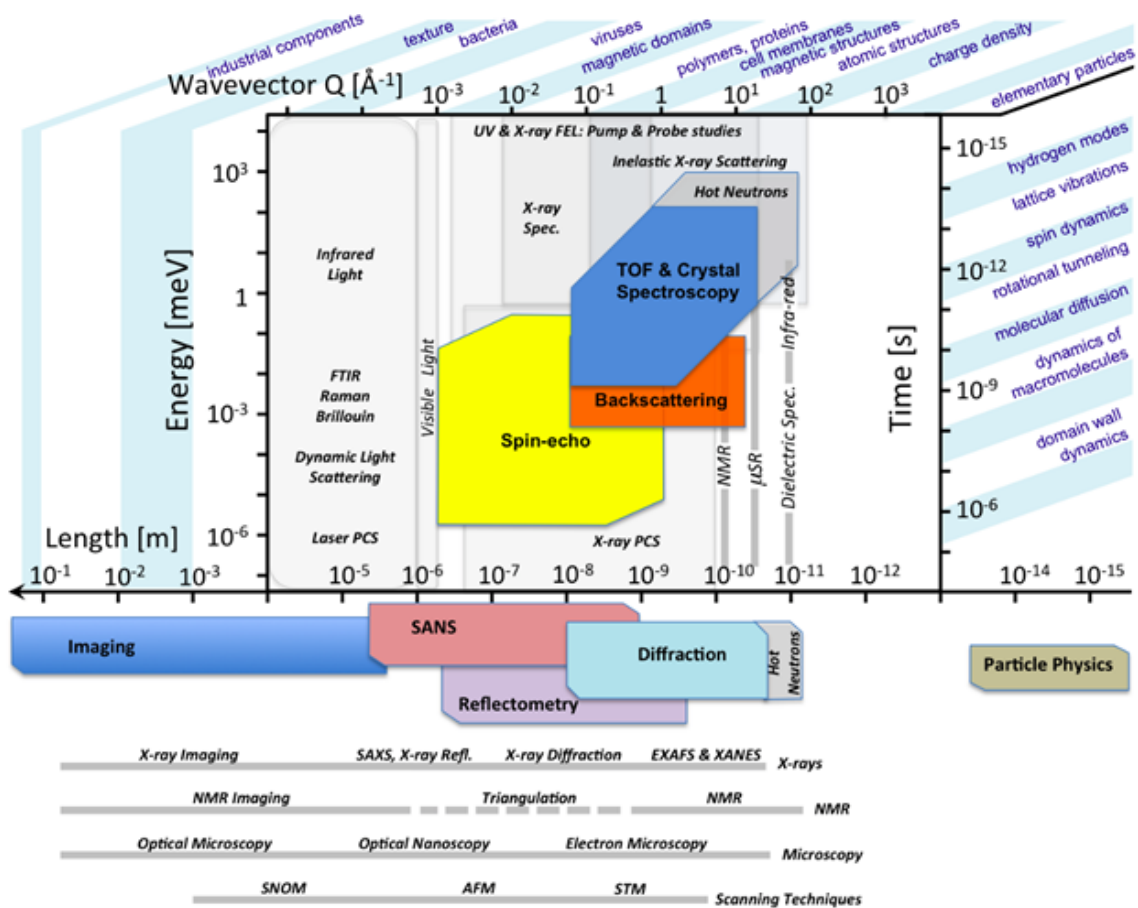 industrial components
texture
bacteria
viruses
magnetic domains
polymers, proteins
cell membranes
magnetic structures
atomic structures
charge density
elementary particles
Wavevector Q [Å⁻¹]
10⁻³ 10⁻² 10⁻¹ 1 10¹ 10² 10³
UV & X-ray FEL: Pump & Probe studies
Inelastic X-ray Scattering
Hot Neutrons
X-ray
Spec.
Infrared
Light
TOF & Crystal
Spectroscopy
Energy [meV]
10³
1
10⁻³
10⁻⁶
FTIR
Raman
Brillouin
Dynamic Light
Scattering
Laser PCS
Visible Light
Spin-echo
Backscattering
X-ray PCS
NMR
μSR
Dielectric Spec. Infra-red
Time [s]
10⁻¹⁵
10⁻¹²
10⁻⁹
10⁻⁶
hydrogen modes
lattice vibrations
spin dynamics
rotational tunneling
molecular diffusion
dynamics of
macromolecules
domain wall
dynamics
Length [m]
10⁻¹ 10⁻² 10⁻³ 10⁻⁵ 10⁻⁶ 10⁻⁷ 10⁻⁸ 10⁻⁹ 10⁻¹⁰ 10⁻¹¹ 10⁻¹² 10⁻¹⁴ 10⁻¹⁵
Imaging
SANS
Diffraction
Hot
Neutrons
Particle Physics
Reflectometry
X-ray Imaging SAXS, X-ray Refl. X-ray Diffraction EXAFS & XANES X-rays
NMR Imaging Triangulation NMR NMR
Optical Microscopy Optical Nanoscopy Electron Microscopy Microscopy
SNOM AFM STM Scanning Techniques